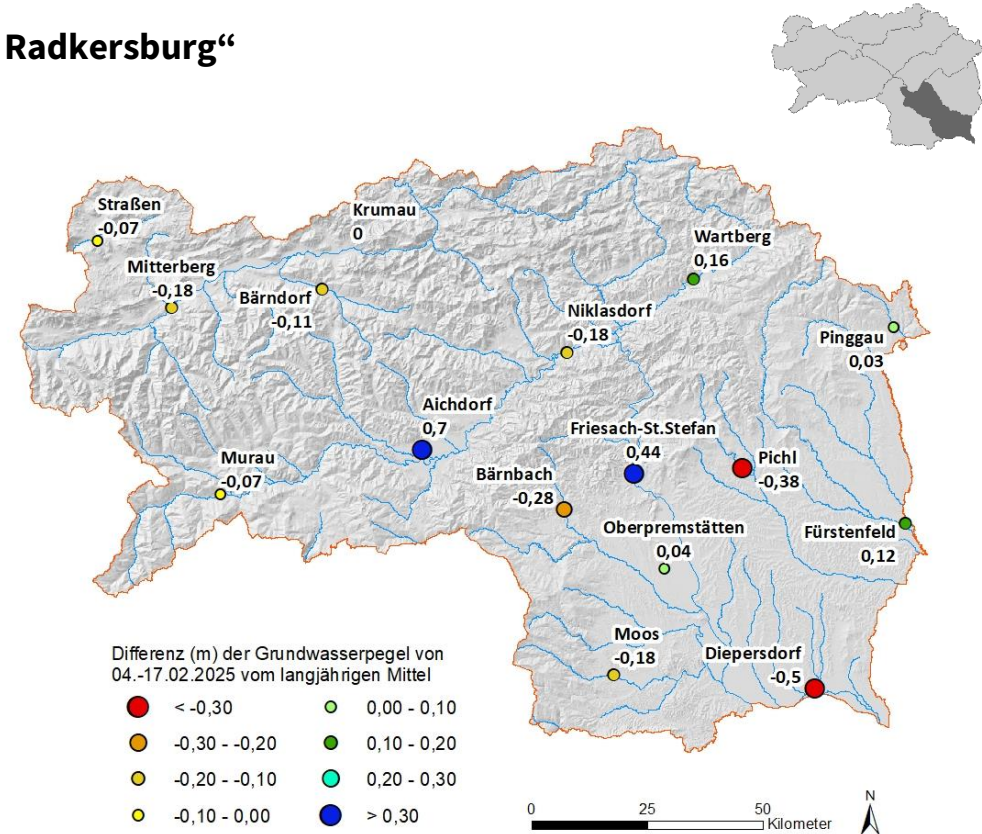 Radkersburg“
Straßen
-0,07
Krumau
0
Wartberg
0,16
Mitterberg
-0,18
Bärndorf
-0,11
Niklasdorf
-0,18
Pinggau
0,03
Aichdorf
0,7
Friesach-St.Stefan
0,44
Pichl
-0,38
Murau
-0,07
Bärnbach
-0,28
Oberpremstätten
0,04
Fürstenfeld
0,12
Moos
-0,18
Diepersdorf
-0,5
Differenz (m) der Grundwasserpegel von
04.-17.02.2025 vom langjährigen Mittel
< -0,30
-0,30 - -0,20
-0,20 - -0,10
-0,10 - 0,00
0,00 - 0,10
0,10 - 0,20
0,20 - 0,30
> 0,30
0 25 50
Kilometer
N